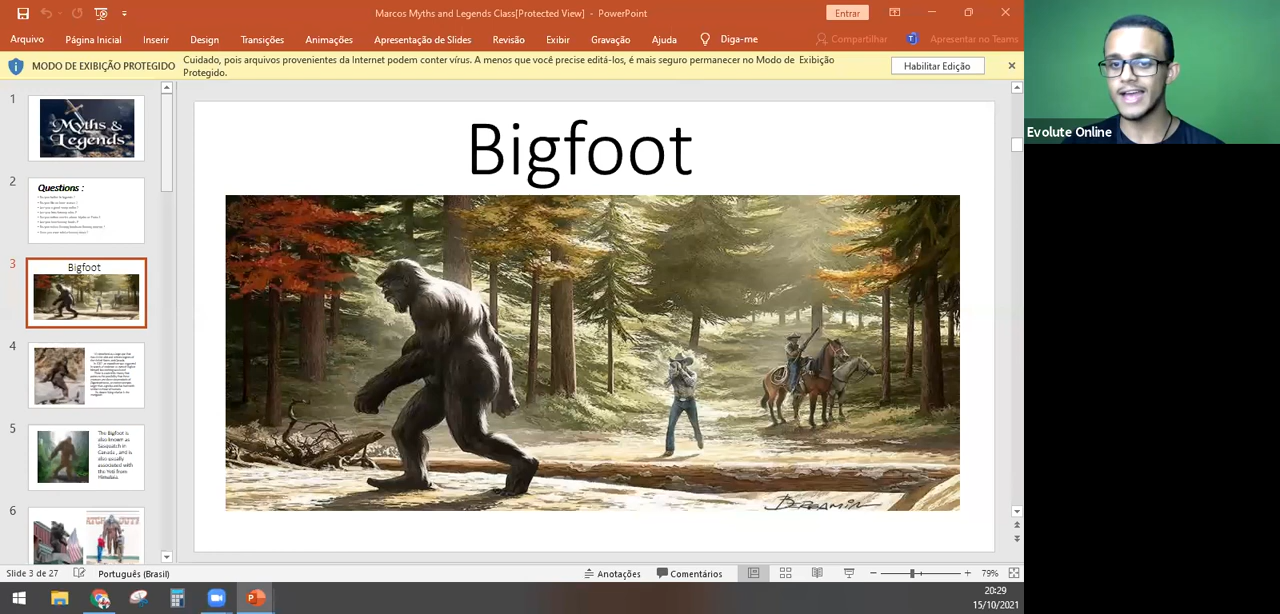 Marcos Myths and Legends Class[Protected View] - PowerPoint
Entrar
Arquivo Página Inicial Inserir Design Transições Animações Apresentação de Slides Revisão Exibir Gravação Ajuda Diga-me Compartilhar Apresentar no Teams
MODO DE EXIBIÇÃO PROTEGIDO
Cuidado, pois arquivos provenientes da Internet podem conter vírus. A menos que você precise editá-los, é mais seguro permanecer no Modo de Exibição
Protegido.
Habilitar Edição
1
Myths &
Legends
2
Questions :
3
Bigfoot
4
5
The Bigfoot is
also known as
Sasquatch in
Canada , and is
also usually
associated with
the Yeti from
Himalaia.
6
Bigfoot
Evolute Online
Slide 3 de 27
Português (Brasil)
Anotações
Comentários
79%
20:29
15/10/2021